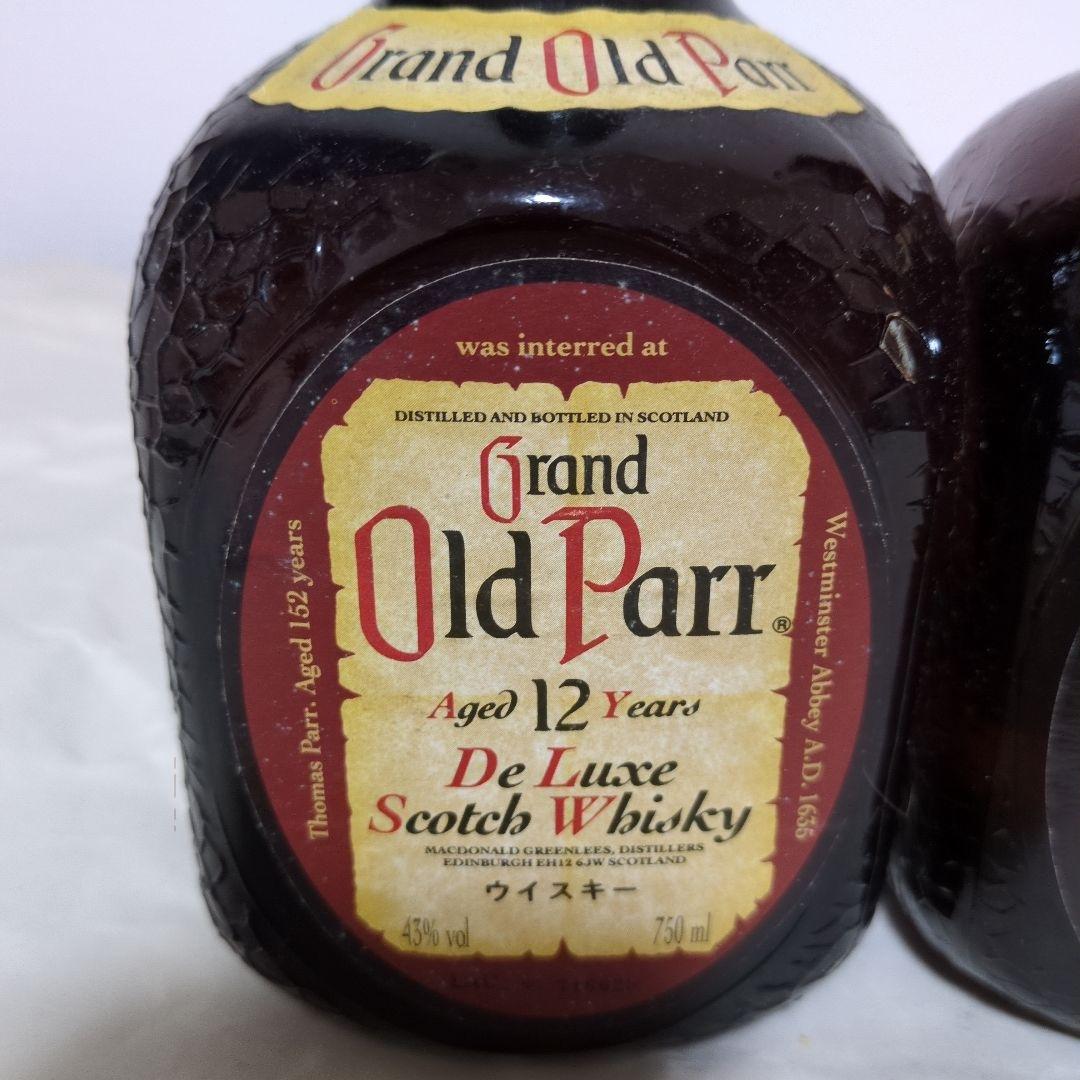 Grand Old Parr
was interred at
DISTILLED AND BOTTLED IN SCOTLAND
Grand
Old Parr®
Thomas Parr. Aged 152 years
Westminster Abbey A.D. 1635
Aged 12 Years
De Luxe
Scotch Whisky
MACDONALD GREENLEES, DISTILLERS
EDINBURGH EH12 6JW SCOTLAND
ウイスキー
43% vol 750 ml